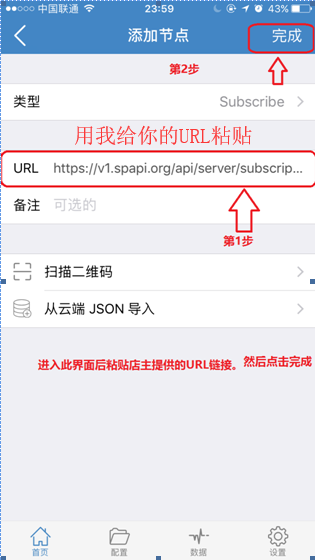 中国联通 23:59 43%
添加节点 完成
第2步
类型 Subscribe
用我给你的URL粘贴
URL https://v1.spapi.org/api/server/subscrip...
备注 可选的
第1步
扫描二维码
从云端 JSON 导入
进入此界面后粘贴店主提供的URL链接。然后点击完成
首页 配置 数据 设置